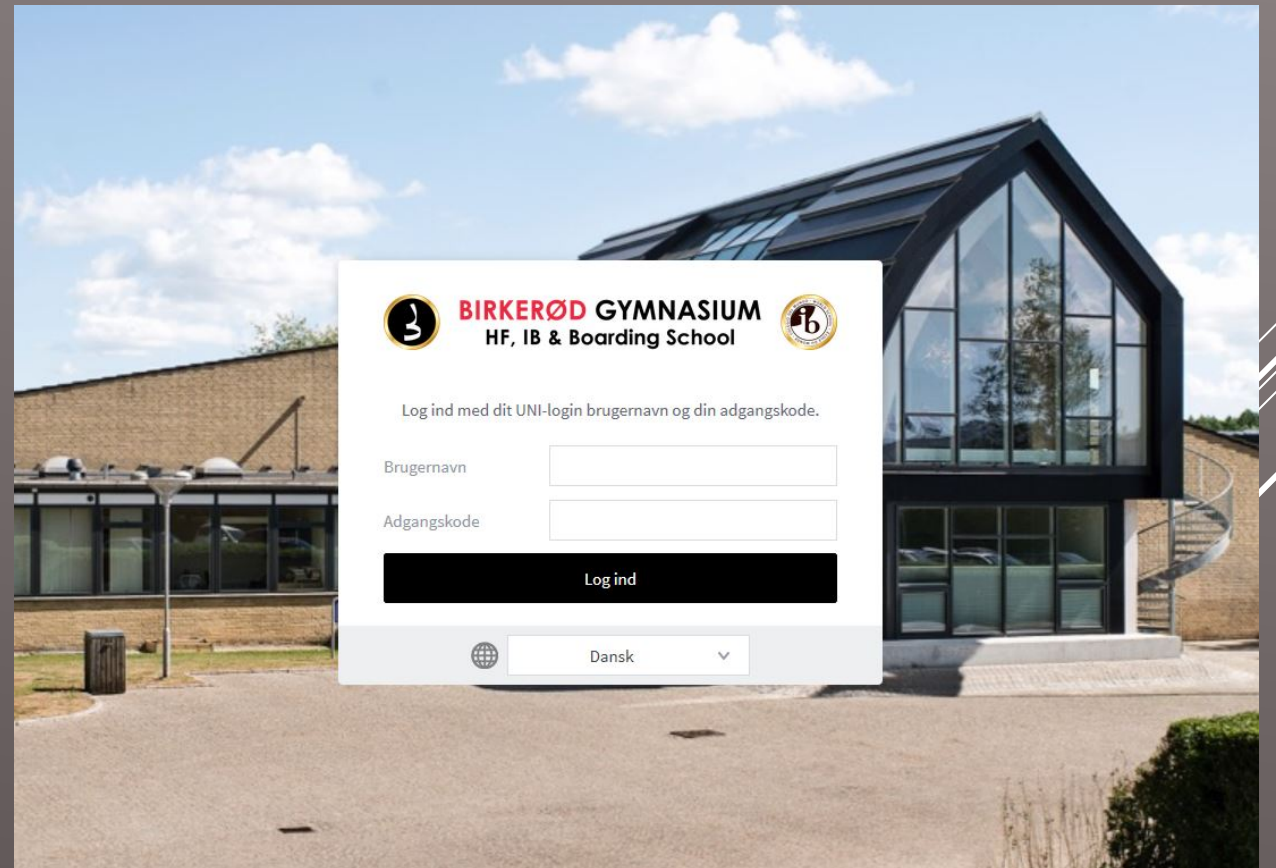 BIRKERØD GYMNASIUM
HF, IB & Boarding School
Log ind med dit UNI-login brugernavn og din adgangskode.
Brugernavn
Adgangskode
Log ind
Dansk